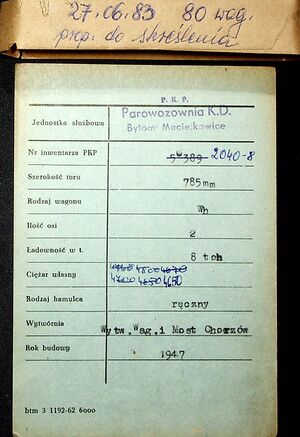 27.06.83 80 wag.
prop. do skreślenia
P. K. P.
Jednostka służbowa
Parowozownia K.D.
Bytom Maciejkowice
Nr inwentarza PKP 2040-8
Szerokość toru 785mm
Rodzaj wagonu Wh
Ilość osi 2
Ładowność w t. 8 ton
Ciężar własny 4800 4650
Rodzaj hamulca ręczny
Wytwórnia Wytw.Wag.i Most Chorzów
Rok budowy 1947
btm 3 1192-62 6000